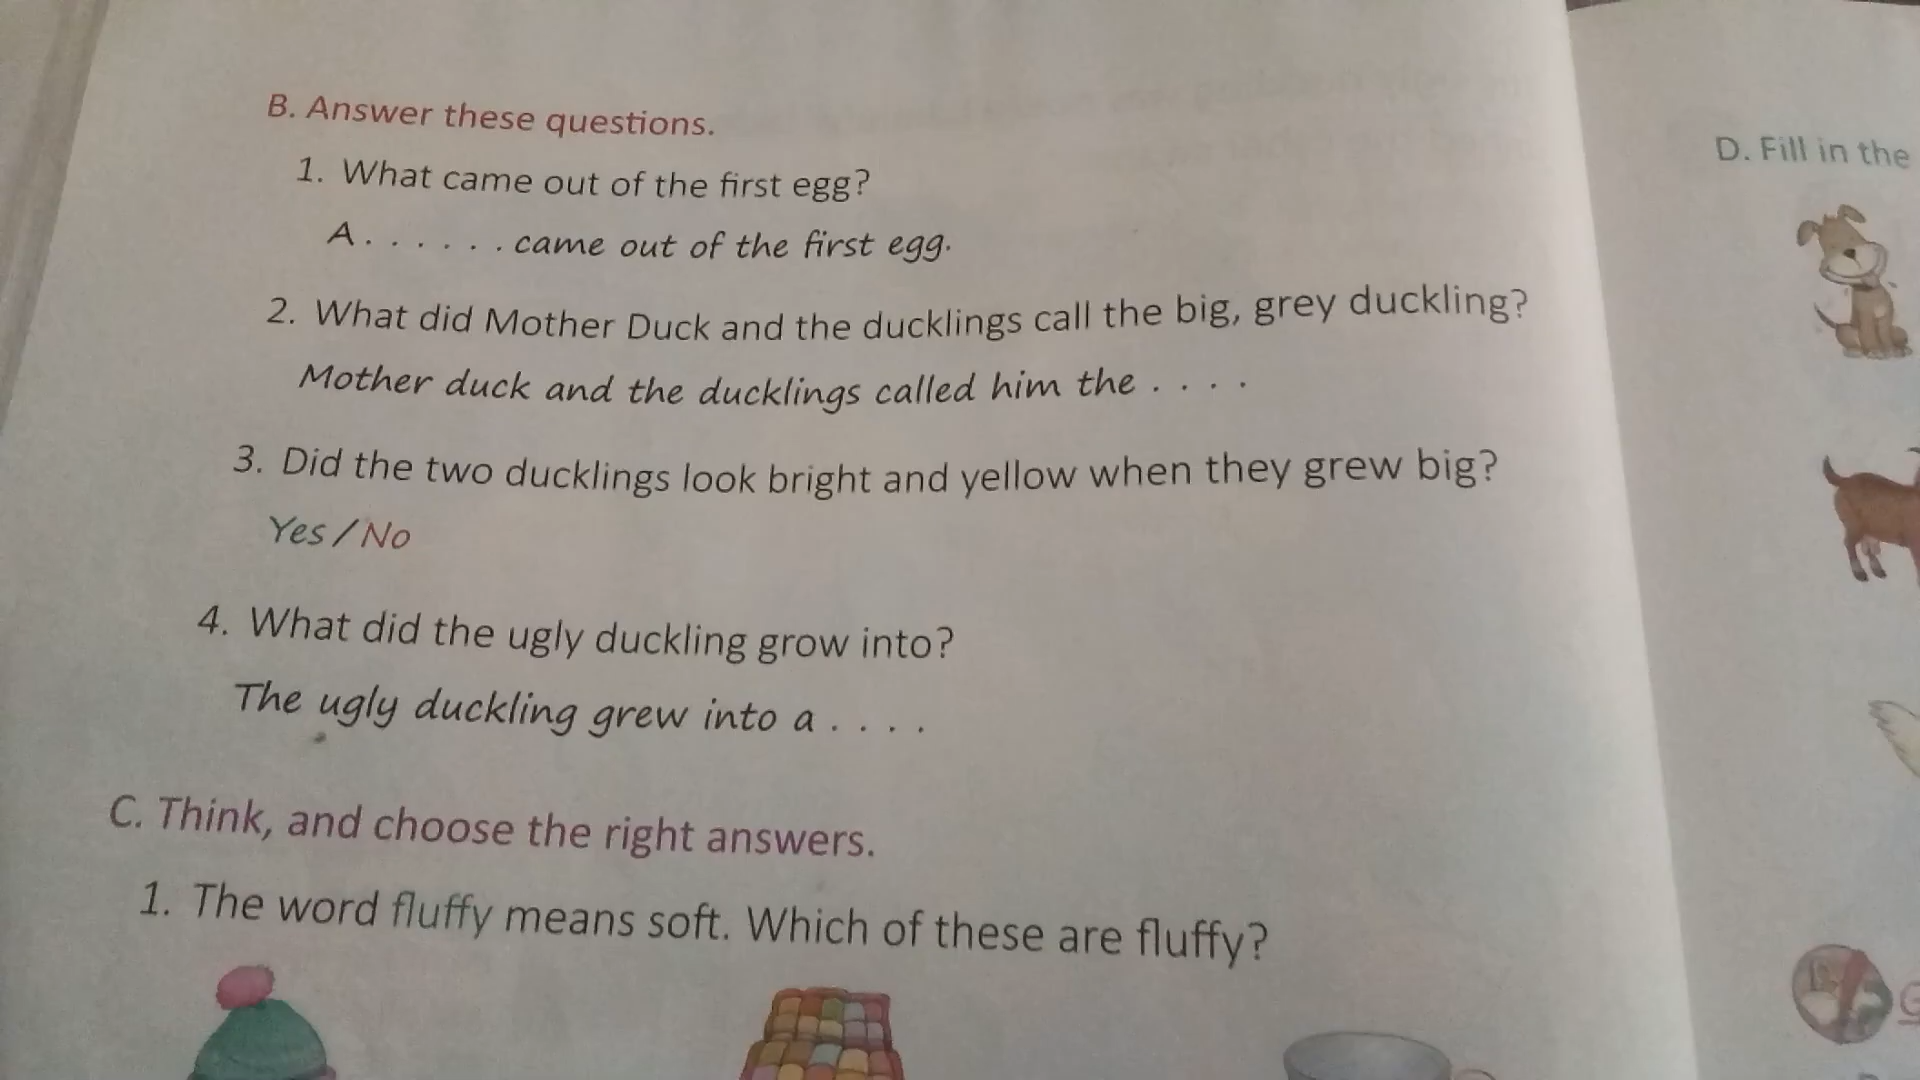 B. Answer these questions.
1. What came out of the first egg?
A. . . . . . came out of the first egg.
2. What did Mother Duck and the ducklings call the big, grey duckling?
Mother duck and the ducklings called him the . . . .
3. Did the two ducklings look bright and yellow when they grew big?
Yes / No
4. What did the ugly duckling grow into?
The ugly duckling grew into a . . . .
C. Think, and choose the right answers.
1. The word fluffy means soft. Which of these are fluffy?
D. Fill in the